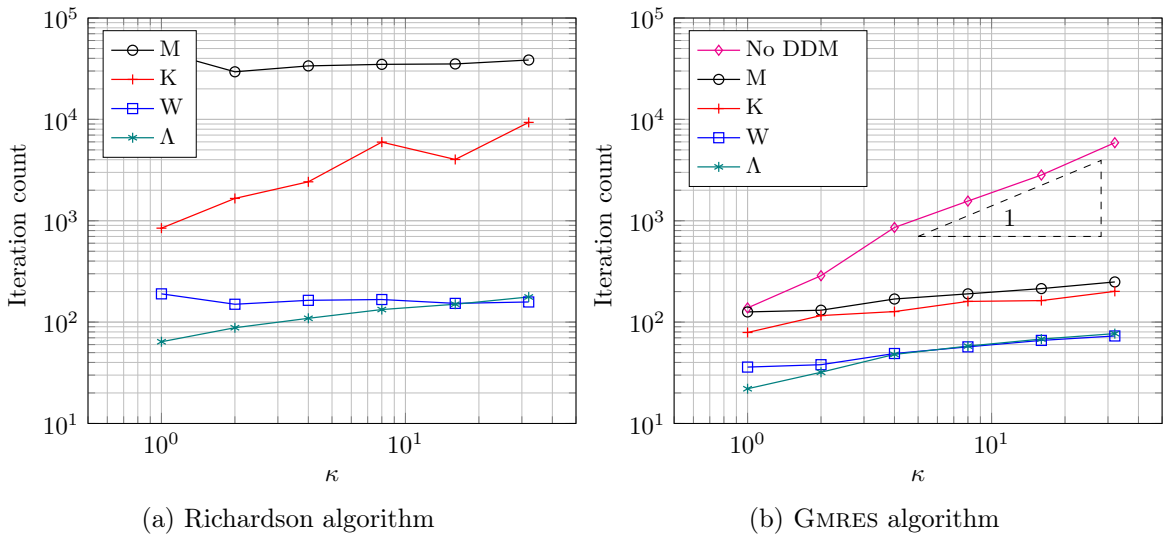 10^5
10^4
10^3
10^2
10^1
10^0
10^1
Iteration count
κ
M
K
W
Λ
(a) Richardson algorithm
10^5
10^4
10^3
10^2
10^1
10^0
10^1
Iteration count
κ
No DDM
M
K
W
Λ
1
(b) GMRES algorithm